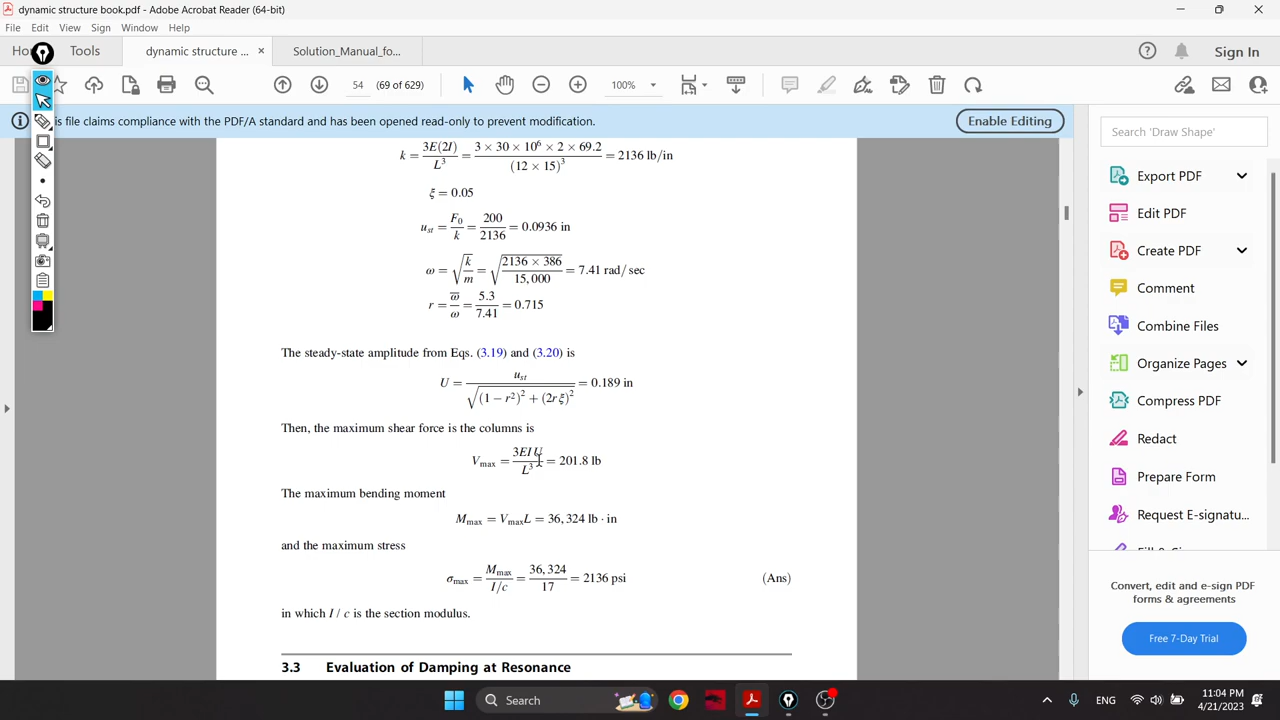 dynamic structure book.pdf - Adobe Acrobat Reader (64-bit)
File Edit View Sign Window Help
Tools dynamic structure ... × Solution_Manual_fo... Sign In
54 (69 of 629) 100%
is file claims compliance with the PDF/A standard and has been opened read-only to prevent modification. Enable Editing
k = 3E(2I)/L³ = 3 × 30 × 10⁶ × 2 × 69.2/(12 × 15)³ = 2136 lb/in
ξ = 0.05
u_st = F₀/k = 200/2136 = 0.0936 in
ω = √(k/m) = √(2136 × 386/15,000) = 7.41 rad/sec
r = ω̅/ω = 5.3/7.41 = 0.715
The steady-state amplitude from Eqs. (3.19) and (3.20) is
U = u_st/√((1 − r²)² + (2rξ)²) = 0.189 in
Then, the maximum shear force is the columns is
V_max = 3EIU/L³ = 201.8 lb
The maximum bending moment
M_max = V_max L = 36,324 lb · in
and the maximum stress
σ_max = M_max/I/c = 36,324/17 = 2136 psi (Ans)
in which I / c is the section modulus.
3.3 Evaluation of Damping at Resonance
Search 'Draw Shape'
Export PDF
Edit PDF
Create PDF
Comment
Combine Files
Organize Pages
Compress PDF
Redact
Prepare Form
Request E-signatu...
Convert, edit and e-sign PDF
forms & agreements
Free 7-Day Trial
Search
ENG
11:04 PM
4/21/2023